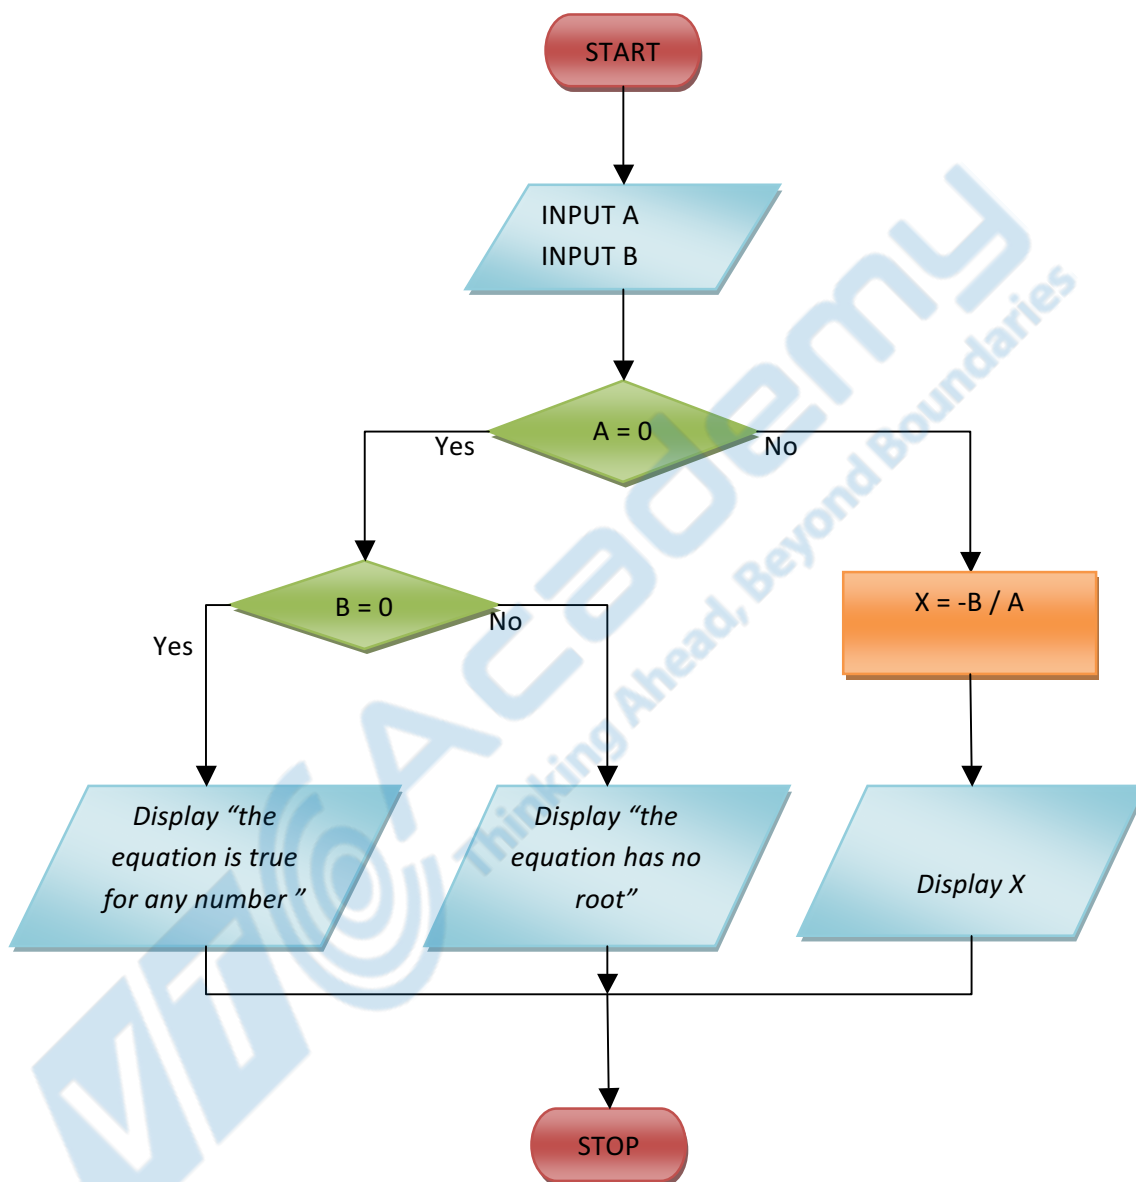 START
INPUT A
INPUT B
A = 0
Yes
No
B = 0
Yes
No
X = -B / A
Display “the
equation is true
for any number ”
Display “the
equation has no
root”
Display X
STOP
VTC Academy
Thinking Ahead, Beyond Boundaries